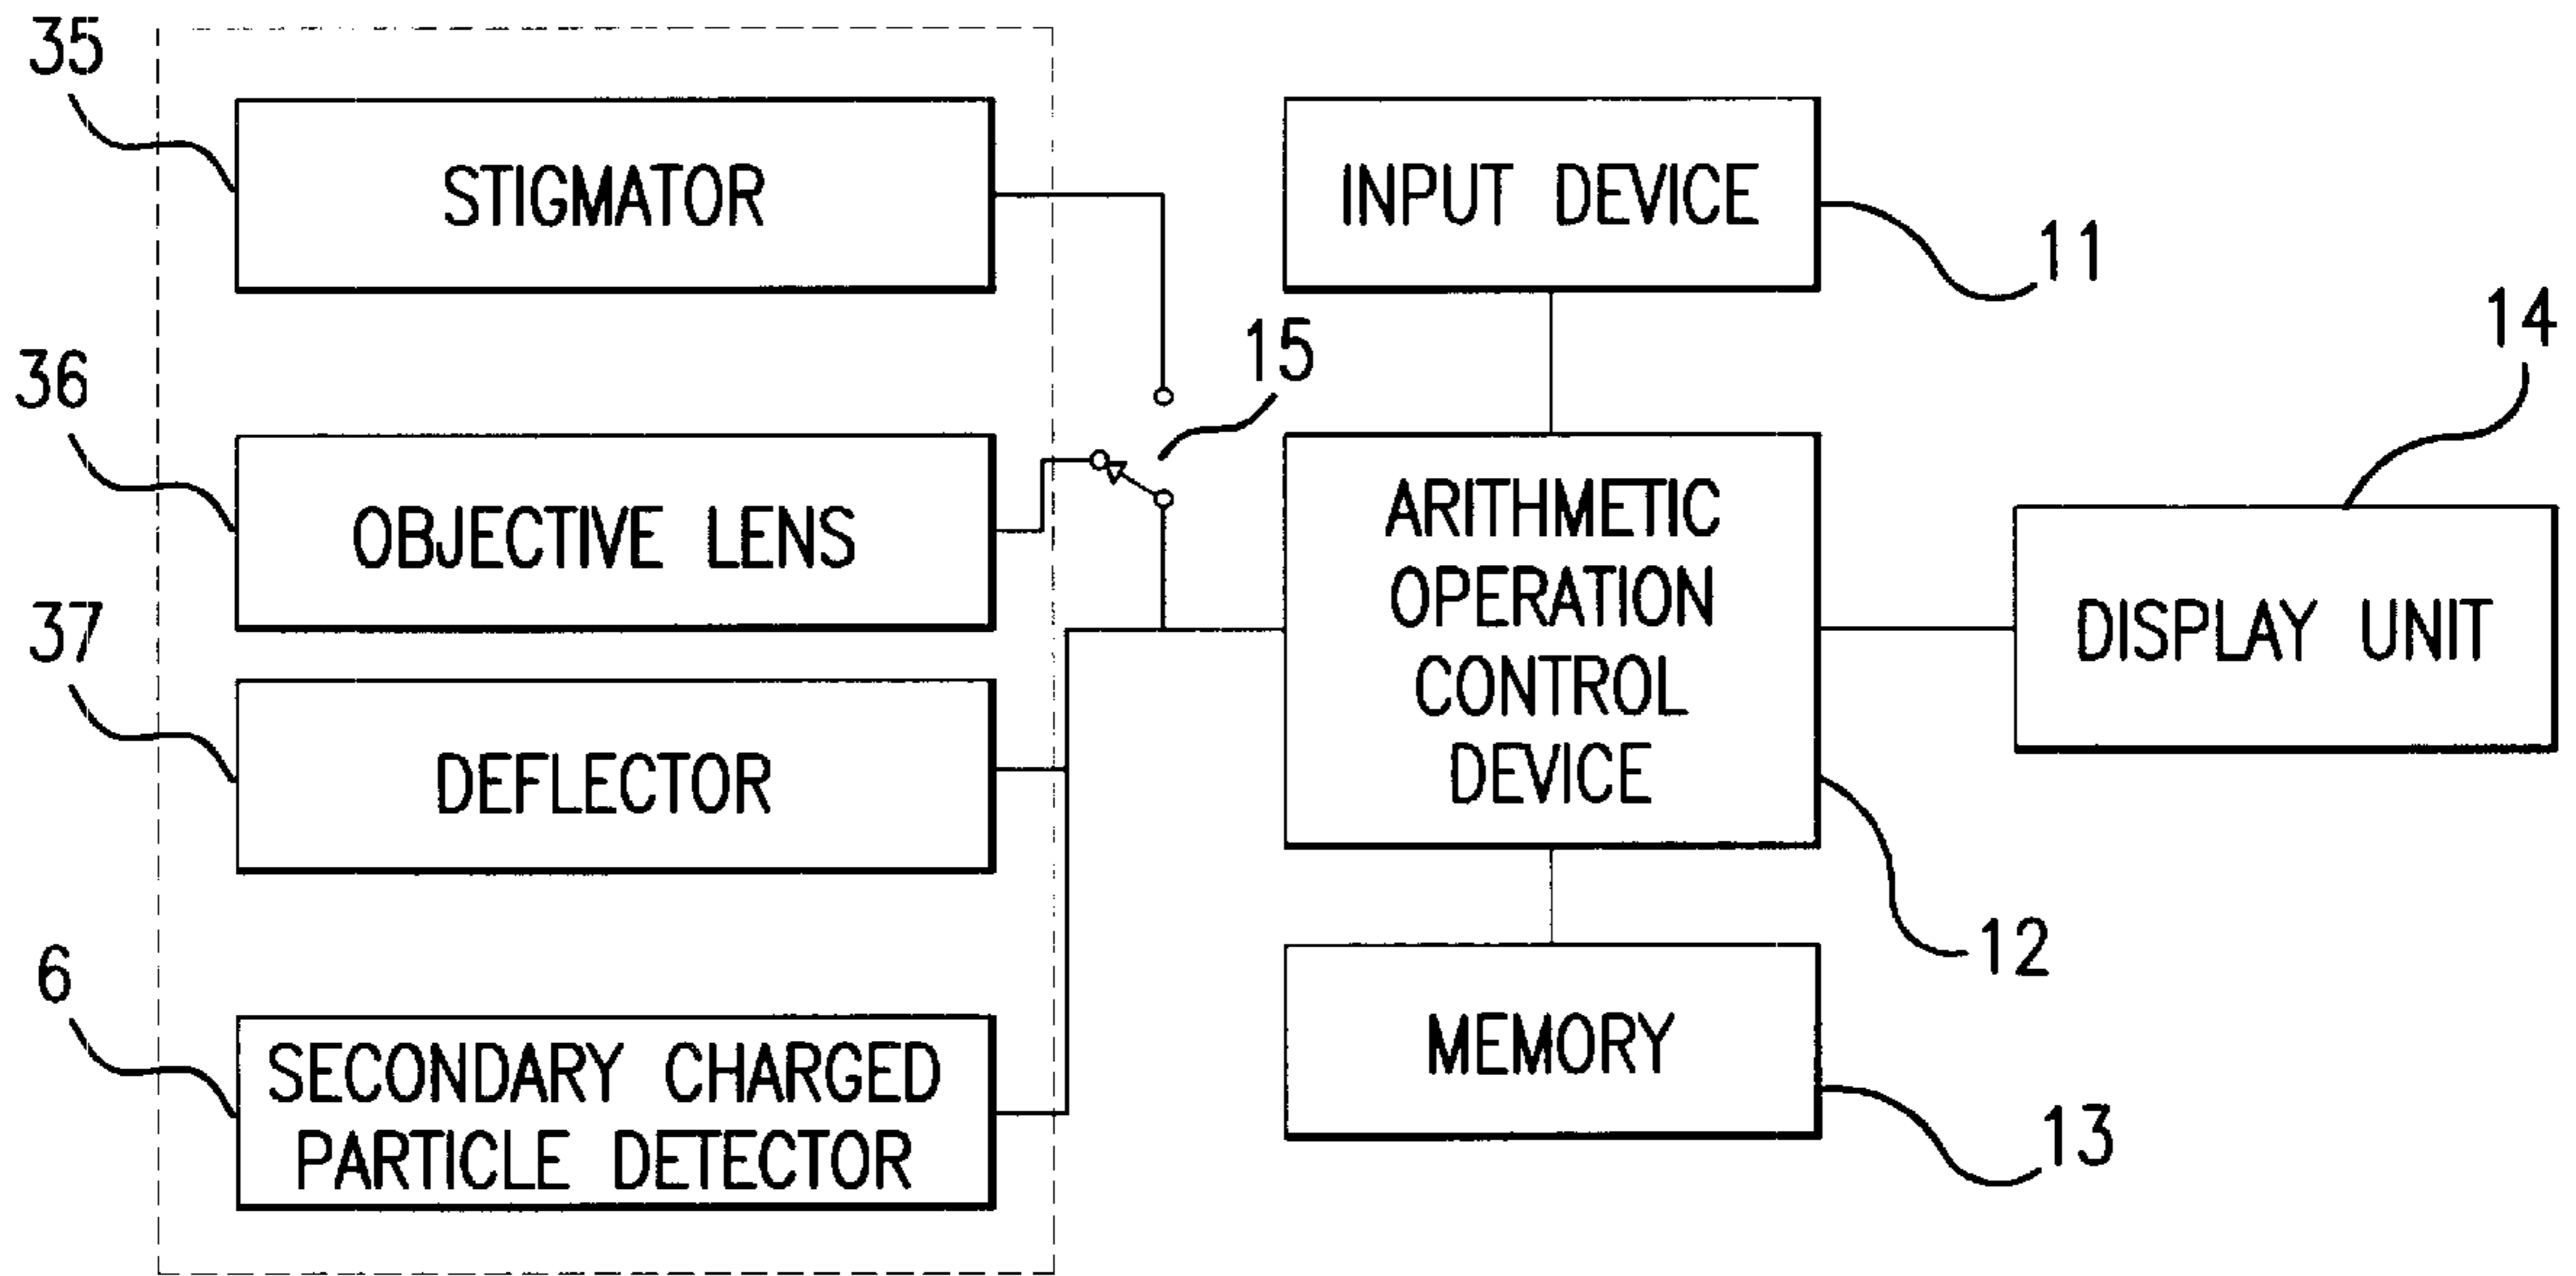 35
STIGMATOR
INPUT DEVICE
11
14
36
15
OBJECTIVE LENS
ARITHMETIC
OPERATION
CONTROL
DEVICE
DISPLAY UNIT
37
DEFLECTOR
12
6
SECONDARY CHARGED
PARTICLE DETECTOR
MEMORY
13